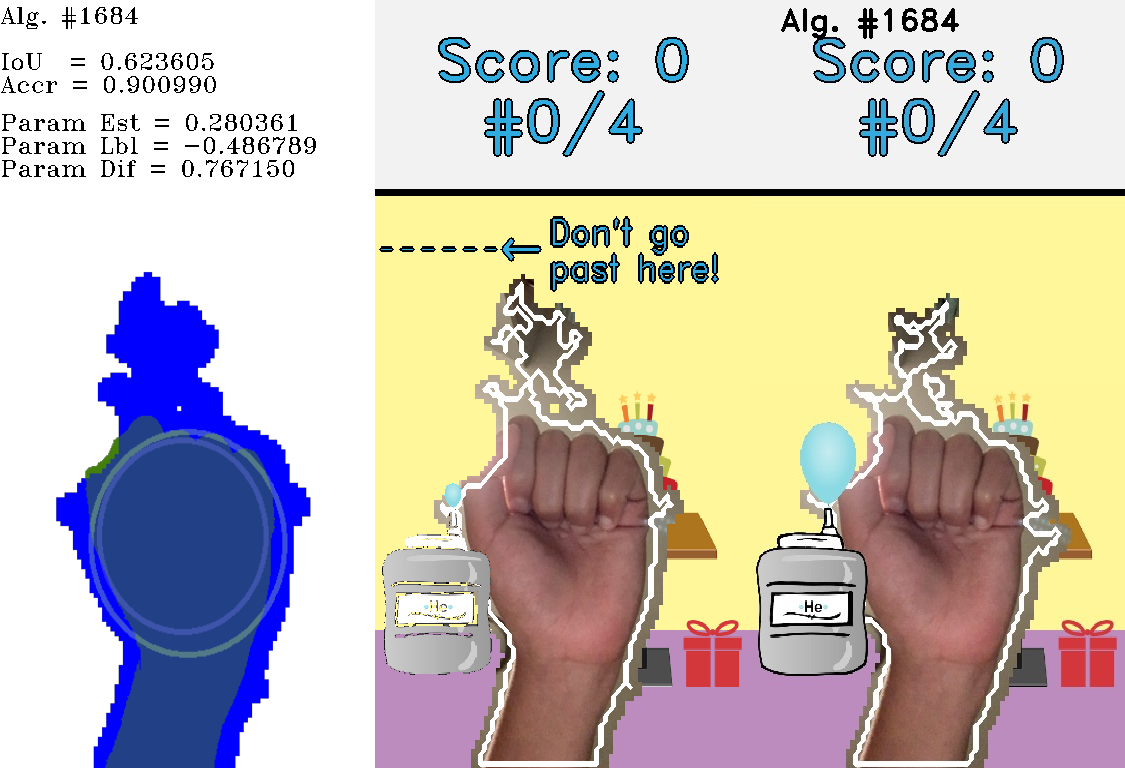 Alg. #1684
IoU = 0.623605
Accr = 0.900990
Param Est = 0.280361
Param Lbl = −0.486789
Param Dif = 0.767150
Score: 0
#0/4
Don't go
past here!
He
Alg. #1684
Score: 0
#0/4
He